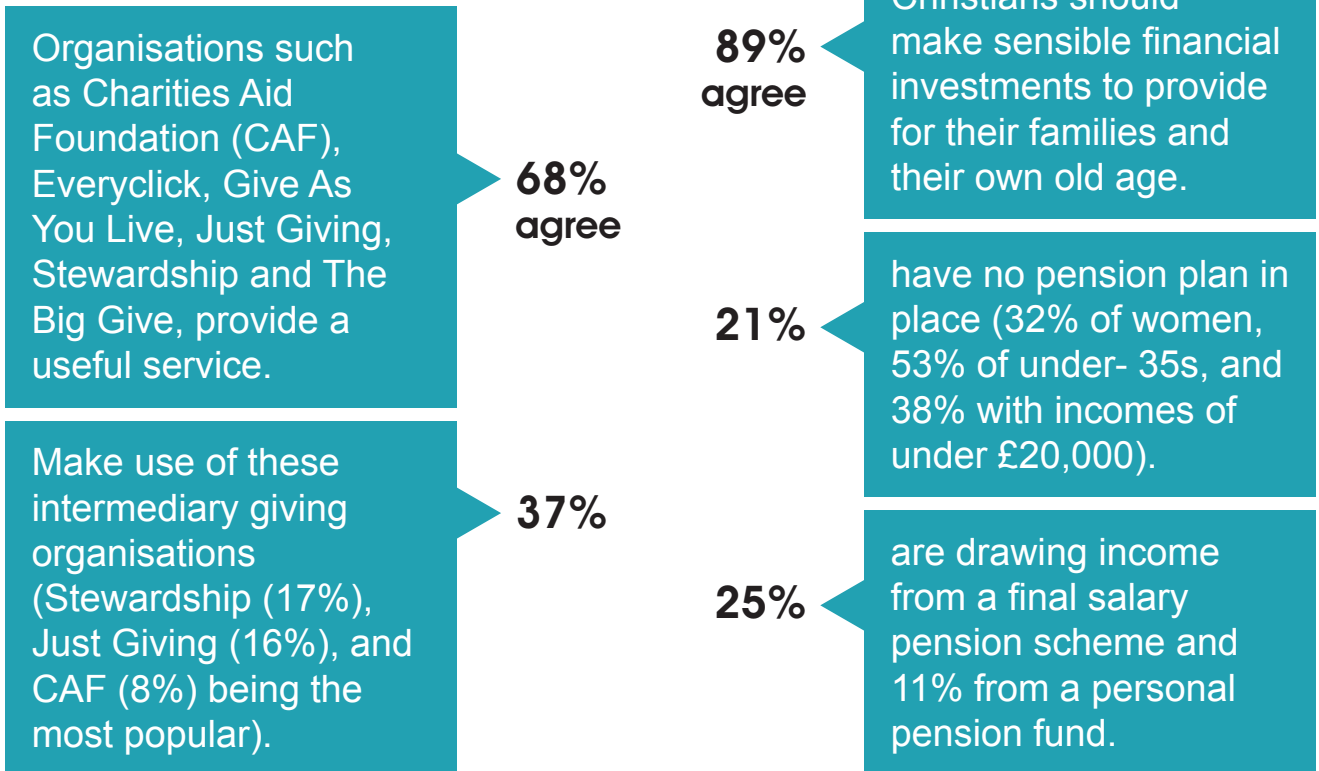 Organisations such
as Charities Aid
Foundation (CAF),
Everyclick, Give As
You Live, Just Giving,
Stewardship and The
Big Give, provide a
useful service.
68%
agree
Make use of these
intermediary giving
organisations
(Stewardship (17%),
Just Giving (16%), and
CAF (8%) being the
most popular).
37%
89%
agree
Christians should
make sensible financial
investments to provide
for their families and
their own old age.
21%
have no pension plan in
place (32% of women,
53% of under- 35s, and
38% with incomes of
under £20,000).
25%
are drawing income
from a final salary
pension scheme and
11% from a personal
pension fund.